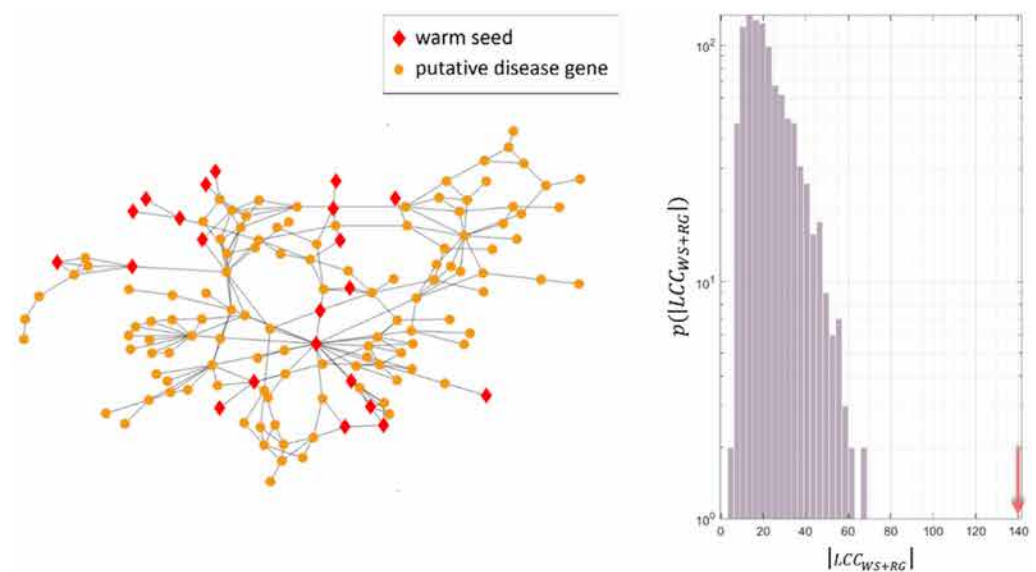 warm seed
putative disease gene
10²
10¹
10⁰
p(|LCC_{WS+RG}|)
0 20 40 60 80 100 120 140
|LCC_{WS+RG}|